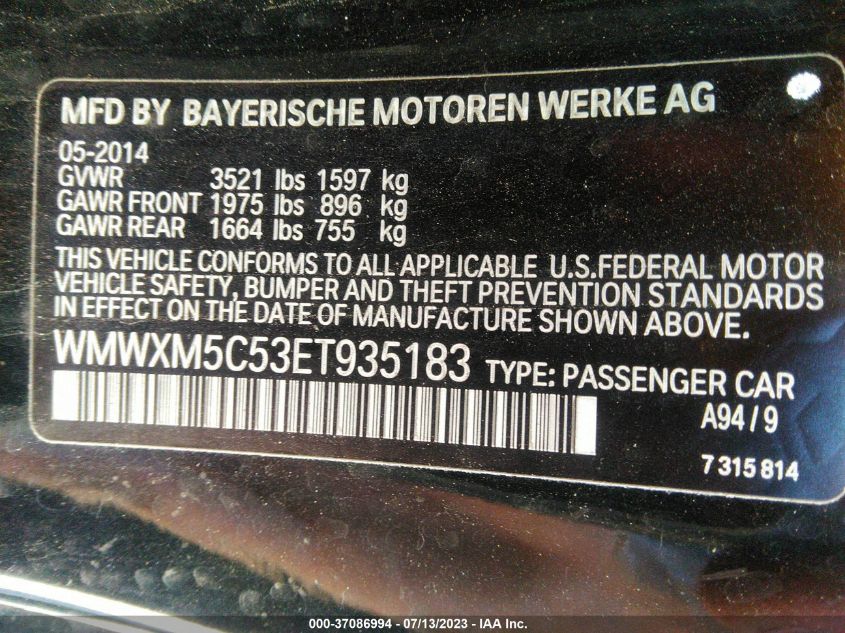 MFD BY BAYERISCHE MOTOREN WERKE AG
05-2014
GVWR 3521 lbs 1597 kg
GAWR FRONT 1975 lbs 896 kg
GAWR REAR 1664 lbs 755 kg
THIS VEHICLE CONFORMS TO ALL APPLICABLE U.S.FEDERAL MOTOR
VEHICLE SAFETY, BUMPER AND THEFT PREVENTION STANDARDS
IN EFFECT ON THE DATE OF MANUFACTURE SHOWN ABOVE.
WMWXM5C53ET935183 TYPE: PASSENGER CAR
A94/9
7 315 814
000-37086994 - 07/13/2023 - IAA Inc.